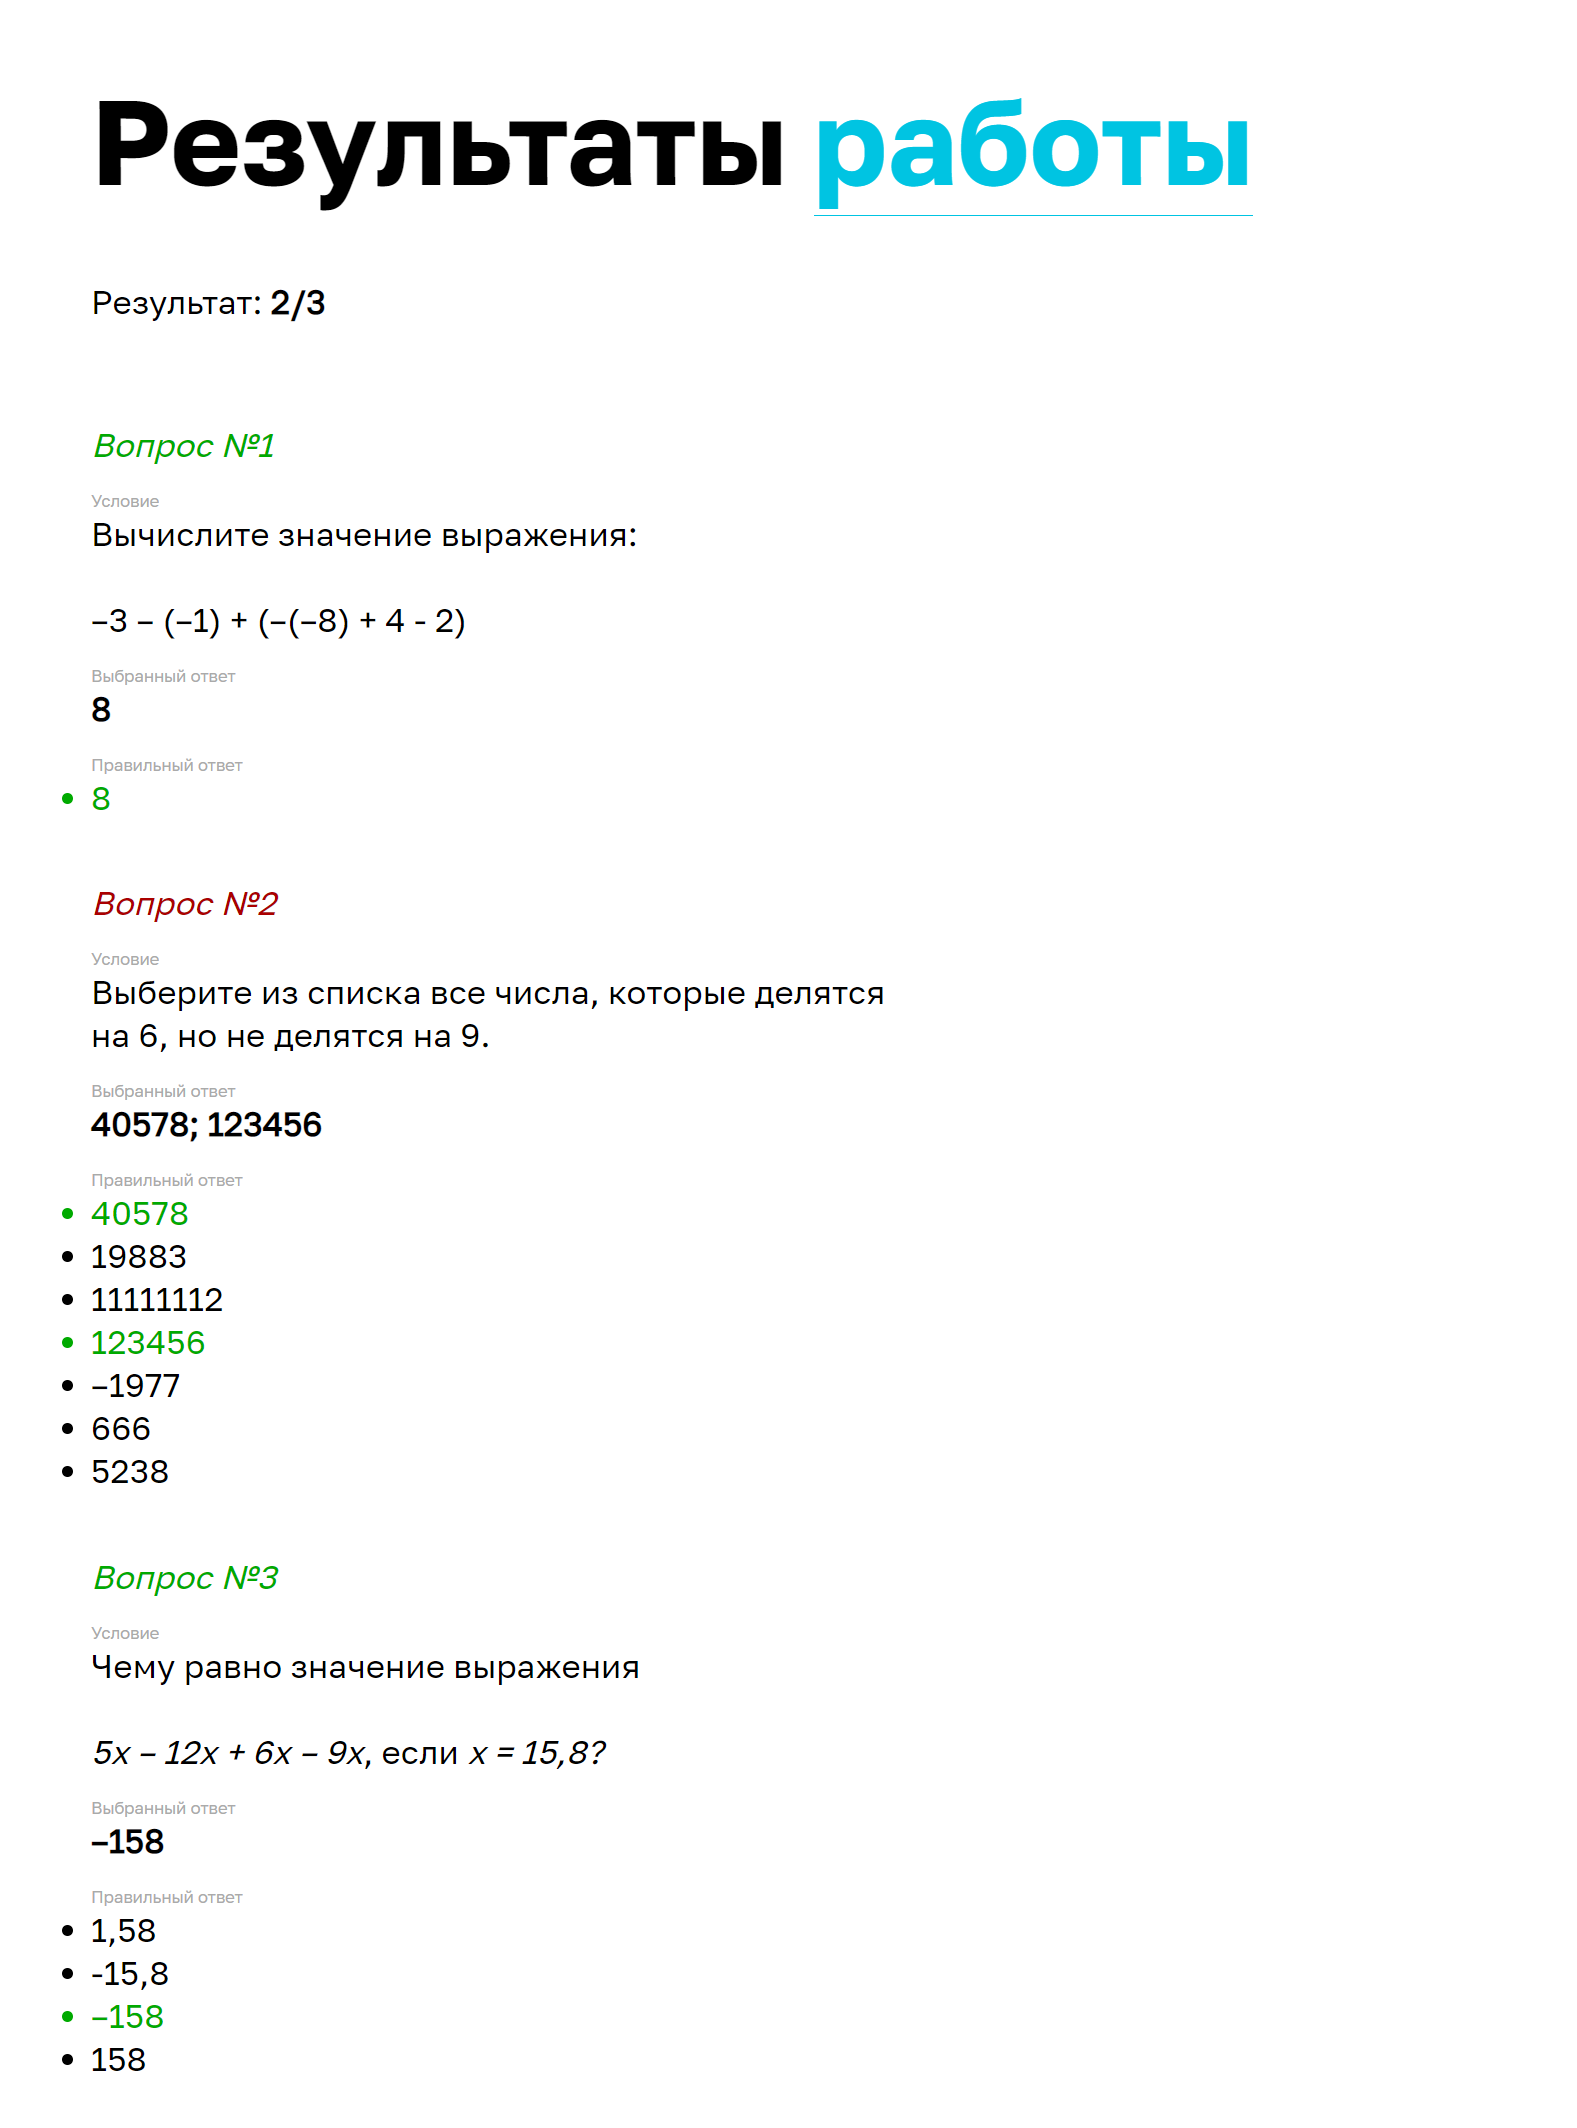 Результаты работы
Результат: 2/3
Вопрос №1
Условие
Вычислите значение выражения:
–3 – (–1) + (–(–8) + 4 - 2)
Выбранный ответ
8
Правильный ответ
8
Вопрос №2
Условие
Выберите из списка все числа, которые делятся
на 6, но не делятся на 9.
Выбранный ответ
40578; 123456
Правильный ответ
40578
19883
11111112
123456
–1977
666
5238
Вопрос №3
Условие
Чему равно значение выражения
5x – 12x + 6x – 9x, если x = 15,8?
Выбранный ответ
–158
Правильный ответ
1,58
-15,8
–158
158